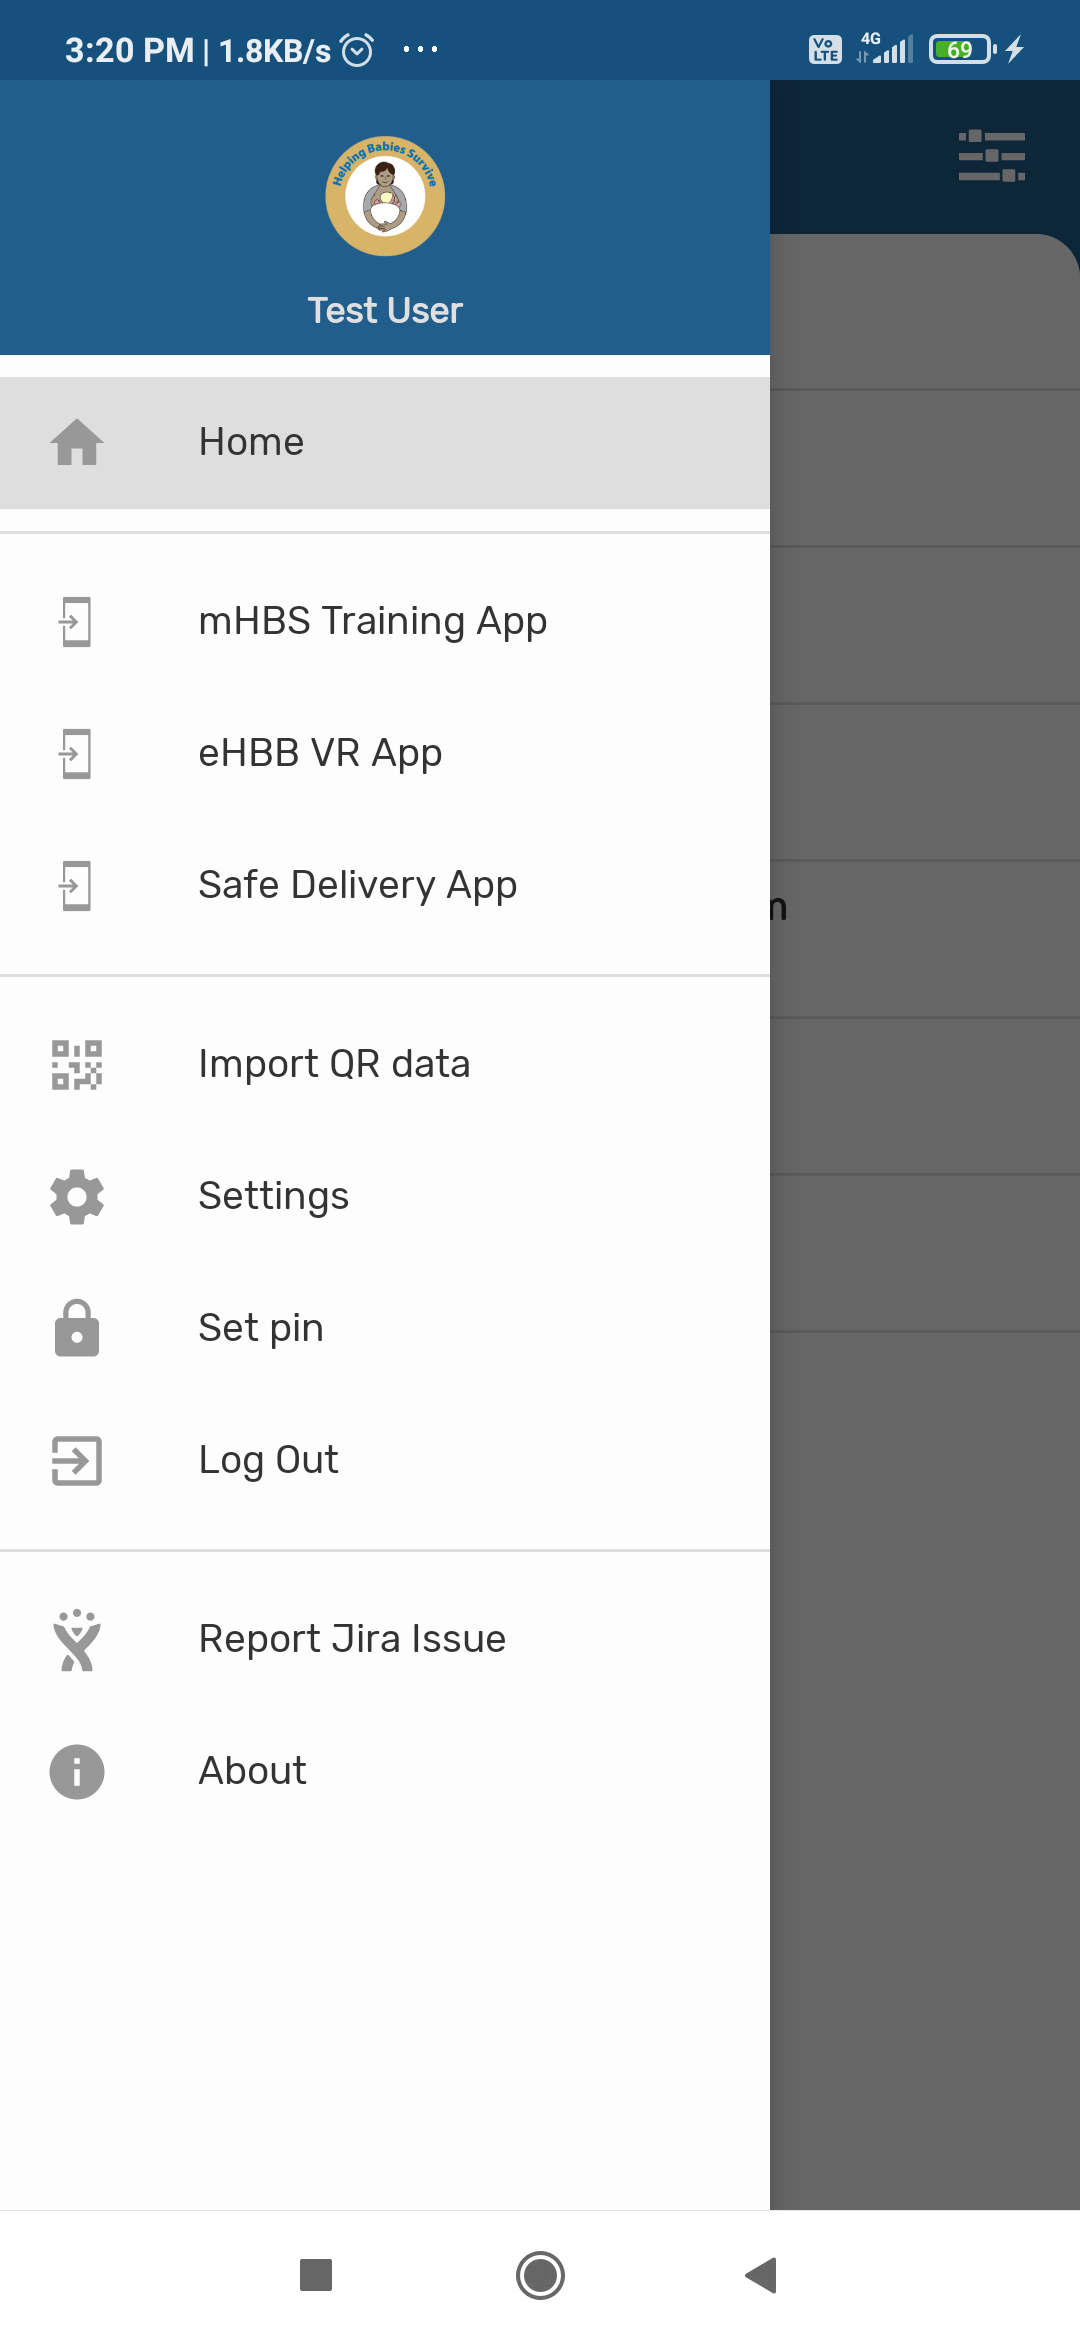 3:20 PM | 1.8KB/s ...
Vo LTE
4G
69
Helping Babies Survive
Test User
Home
mHBS Training App
eHBB VR App
Safe Delivery App
m
Import QR data
Settings
Set pin
Log Out
Report Jira Issue
About